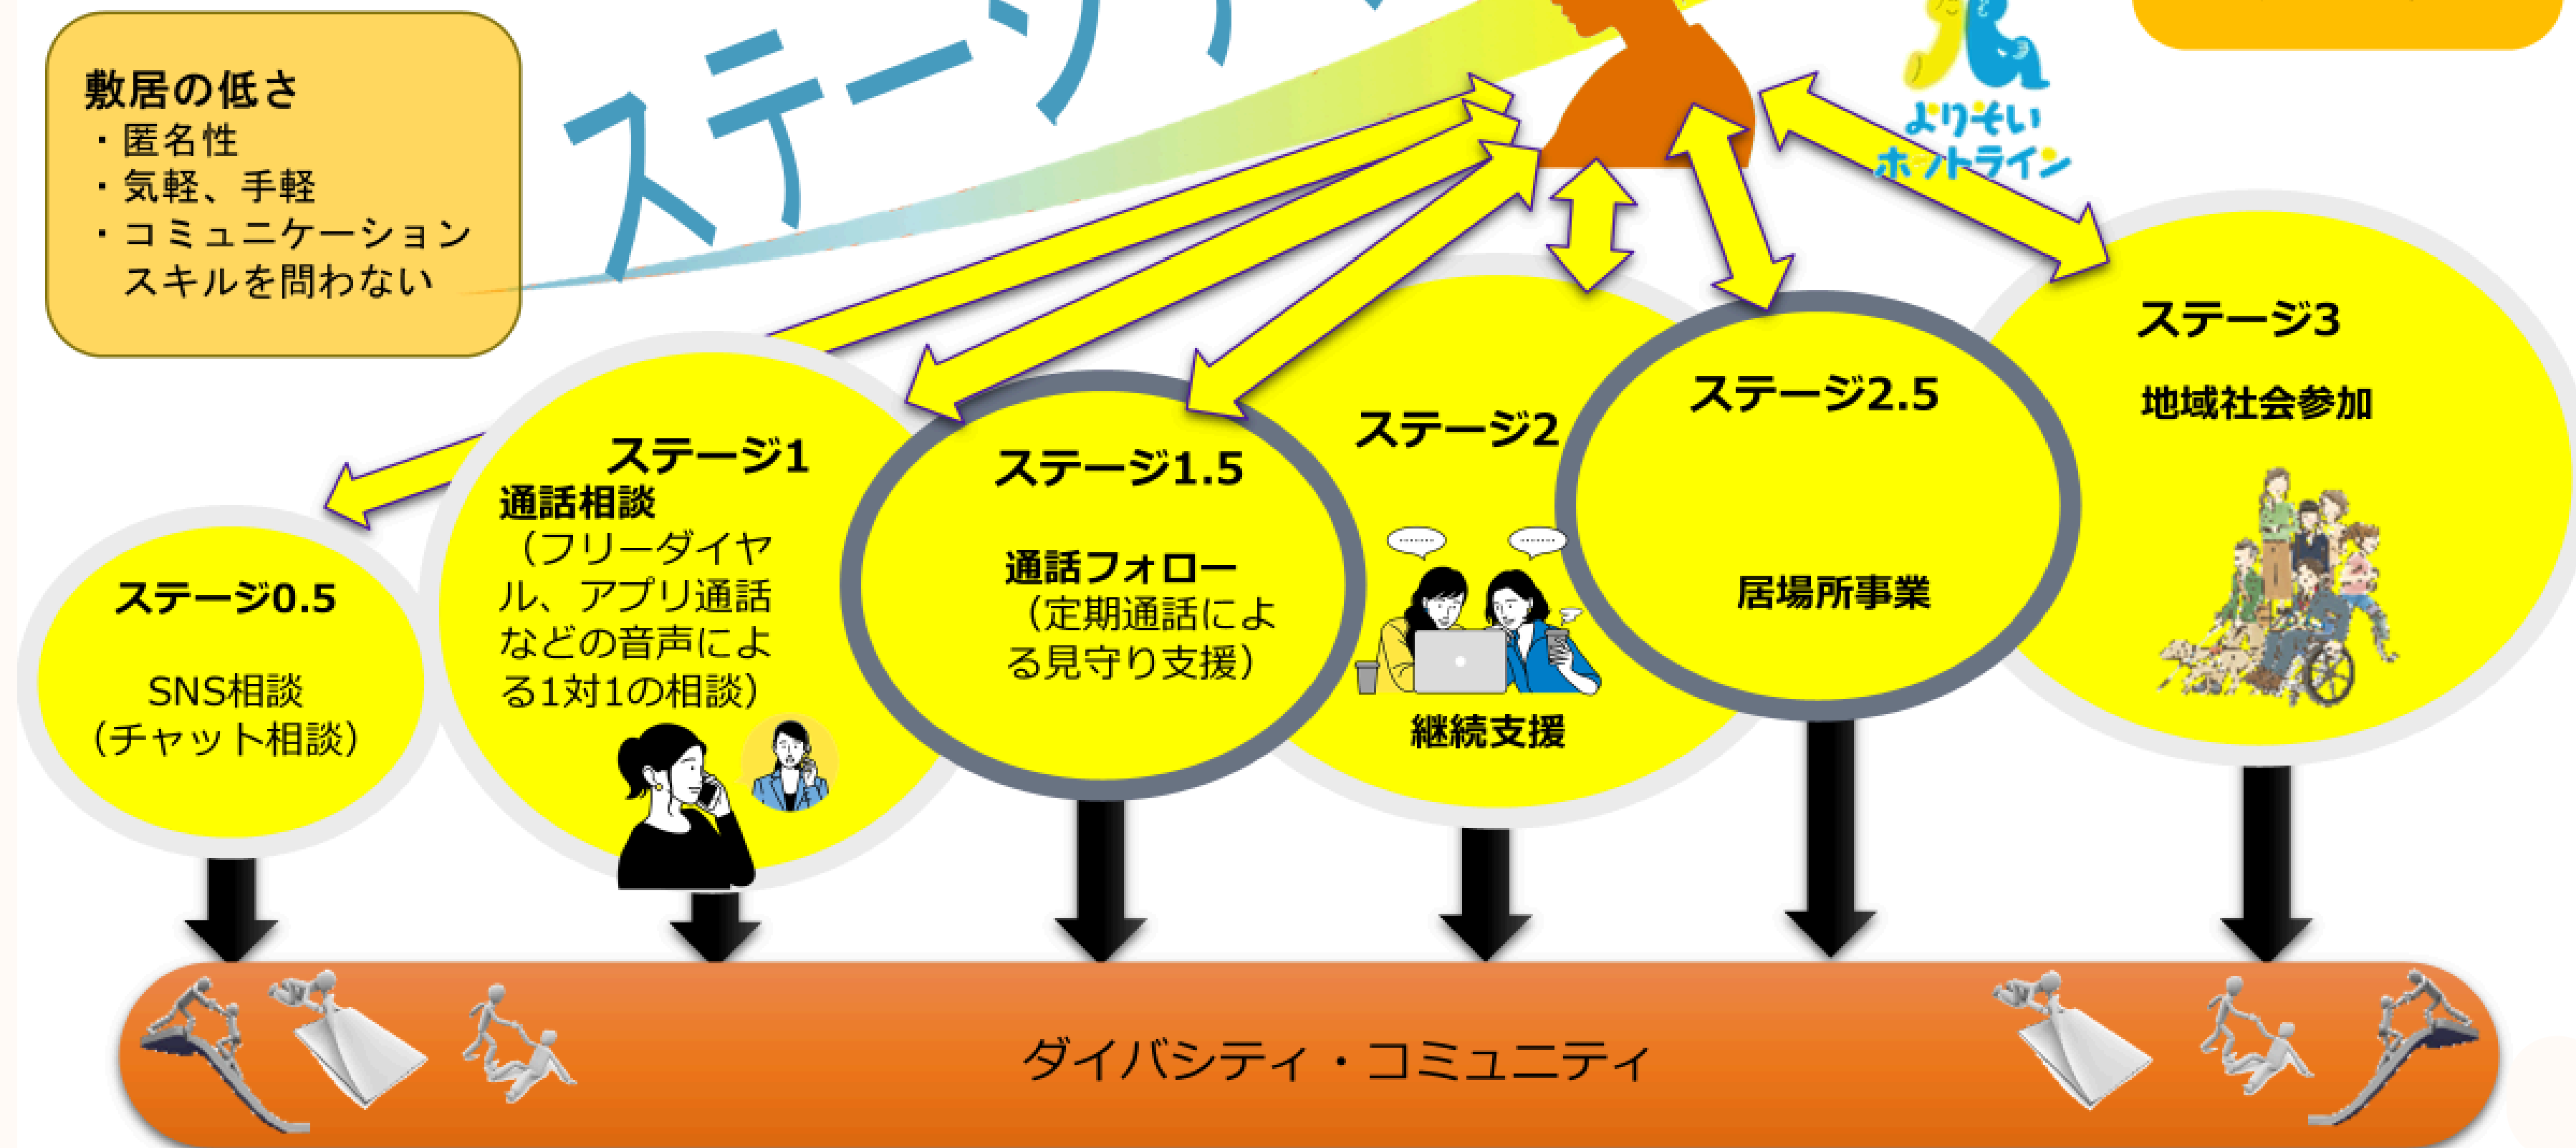 敷居の低さ
・匿名性
・気軽、手軽
・コミュニケーション
スキルを問わない
ステージ
よりそい
ホットライン
ステージ0.5
SNS相談
（チャット相談）
ステージ1
通話相談
（フリーダイヤ
ル、アプリ通話
などの音声によ
る1対1の相談）
ステージ1.5
通話フォロー
（定期通話によ
る見守り支援）
ステージ2
継続支援
ステージ2.5
居場所事業
ステージ3
地域社会参加
ダイバシティ・コミュニティ